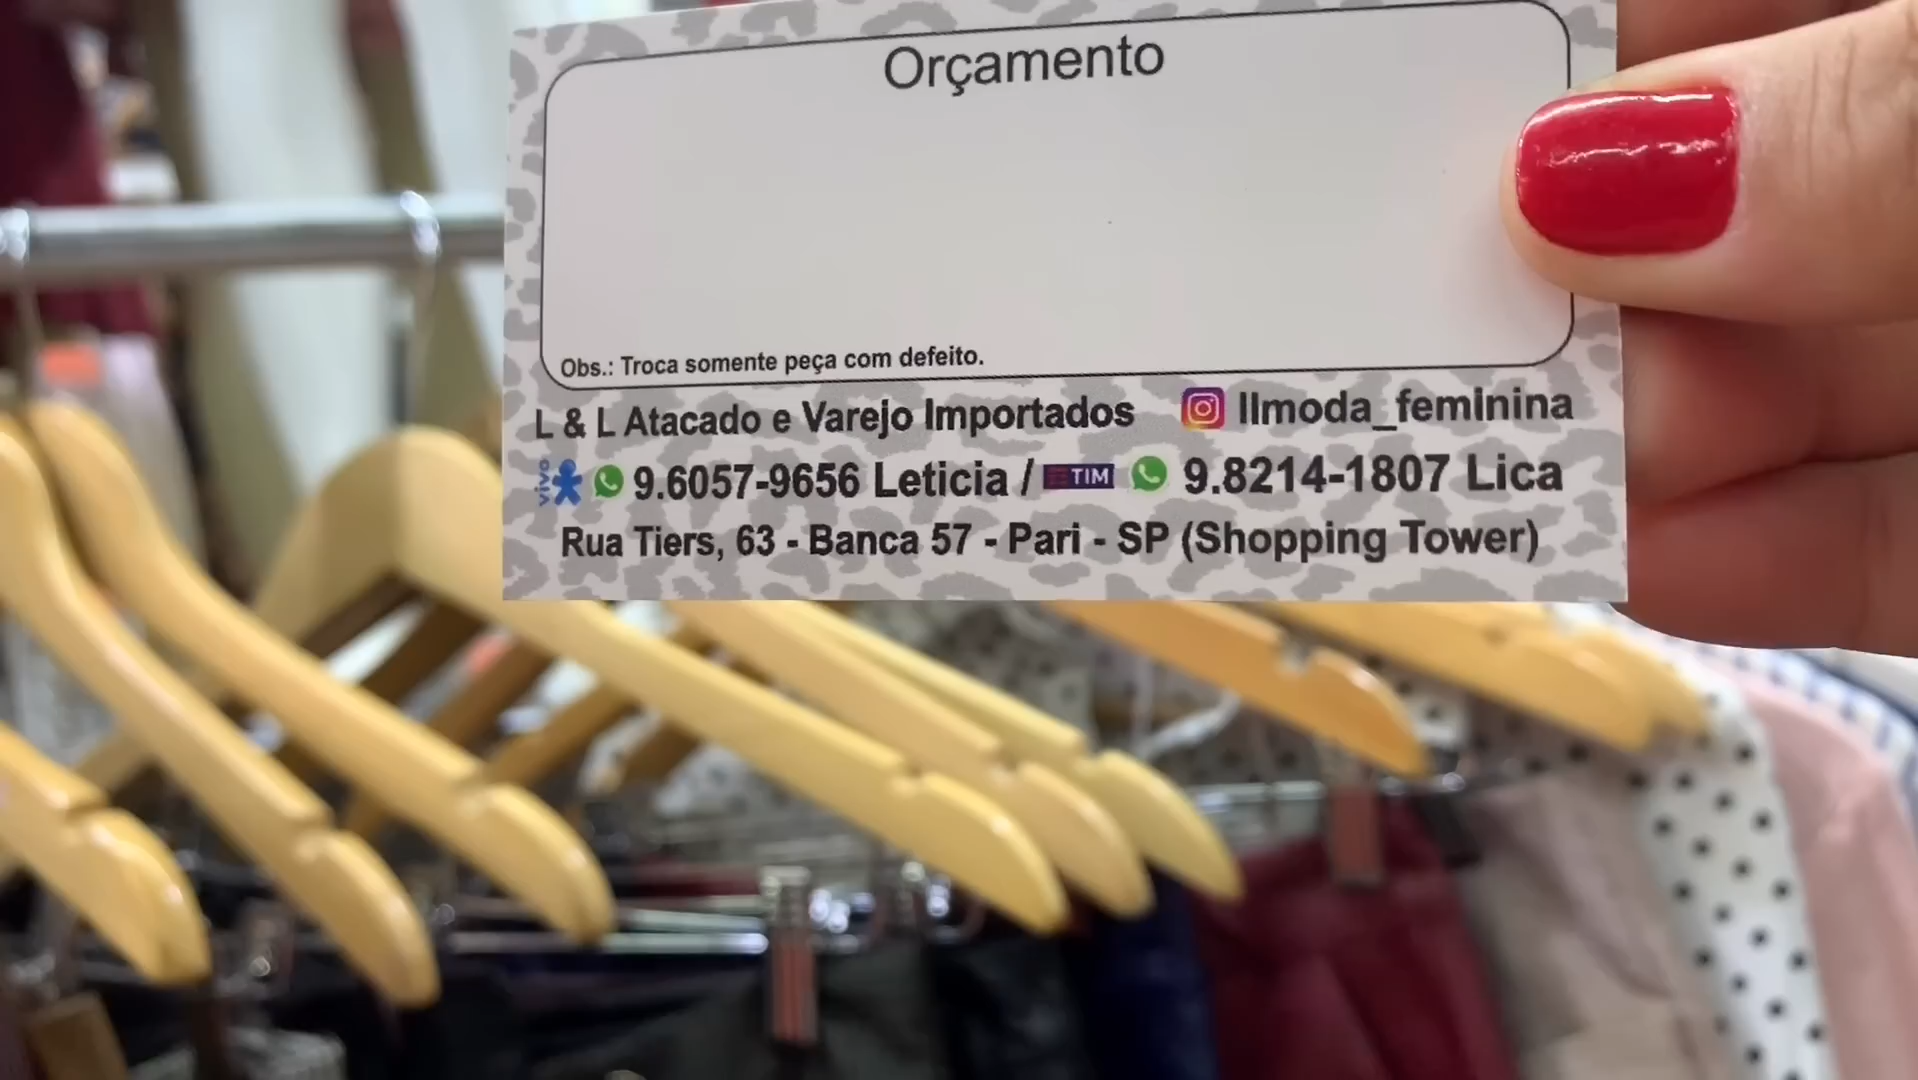 Orçamento
Obs.: Troca somente peça com defeito.
L & L Atacado e Varejo Importados llmoda_feminina
vivo 9.6057-9656 Leticia / TIM 9.8214-1807 Lica
Rua Tiers, 63 - Banca 57 - Pari - SP (Shopping Tower)